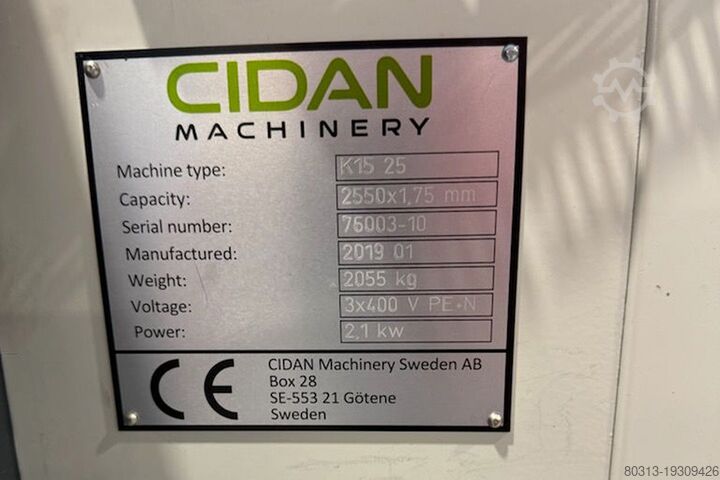 CIDAN
MACHINERY
Machine type: K15 25
Capacity: 2550x1,75 mm
Serial number: 76003-10
Manufactured: 2019 01
Weight: 2055 kg
Voltage: 3x400 V PE+N
Power: 2,1 kw
CE
CIDAN Machinery Sweden AB
Box 28
SE-553 21 Götene
Sweden
80313-19309426